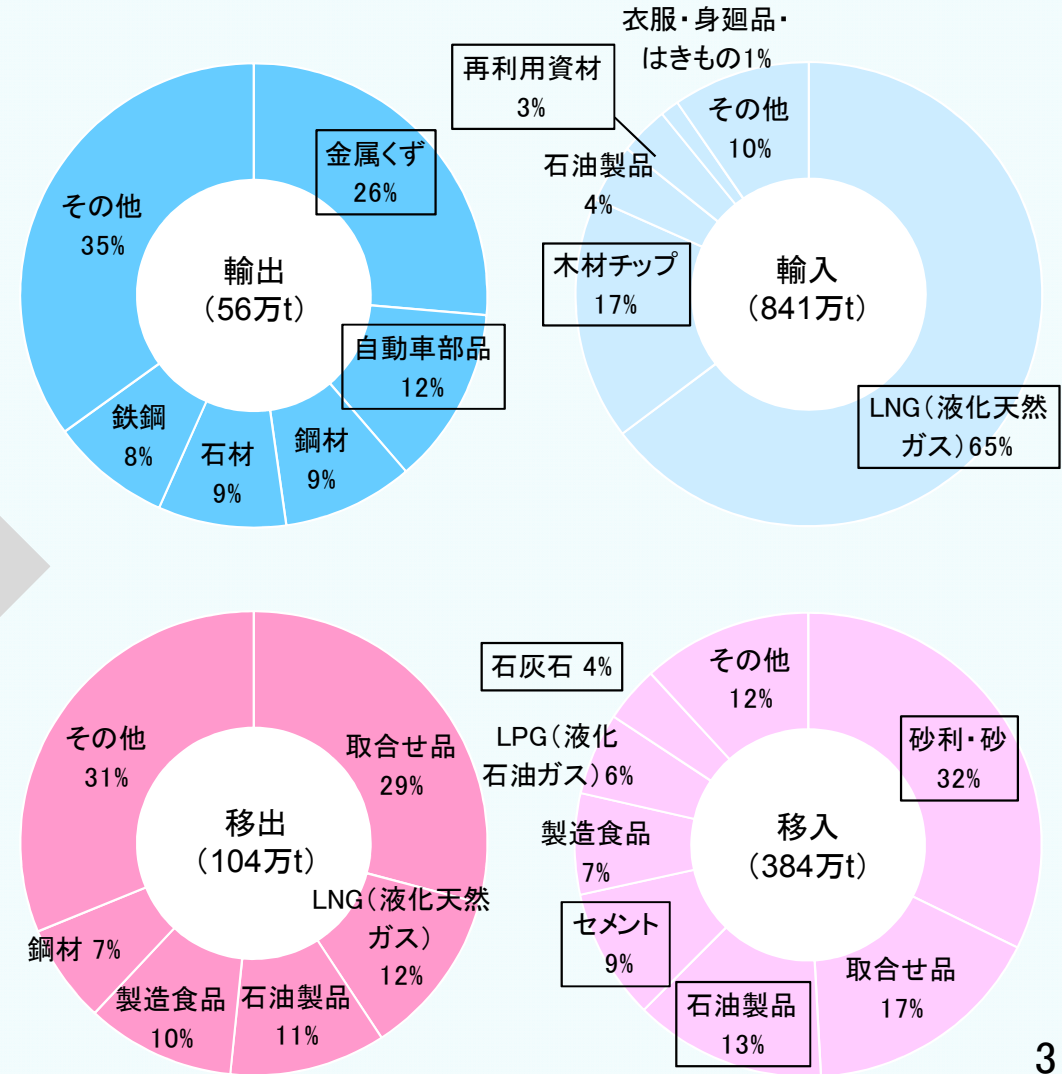 金属くず
26%
自動車部品
12%
鋼材
9%
石材
9%
鉄鋼
8%
その他
35%
輸出
（56万t）
衣服・身廻品・
はきもの1%
再利用資材
3%
その他
10%
石油製品
4%
木材チップ
17%
輸入
（841万t）
LNG（液化天然
ガス）65%
取合せ品
29%
LNG（液化天然
ガス）
12%
石油製品
11%
製造食品
10%
鋼材 7%
その他
31%
移出
（104万t）
石灰石 4%
その他
12%
LPG（液化
石油ガス）6%
砂利・砂
32%
製造食品
7%
移入
（384万t）
セメント
9%
取合せ品
17%
石油製品
13%
3